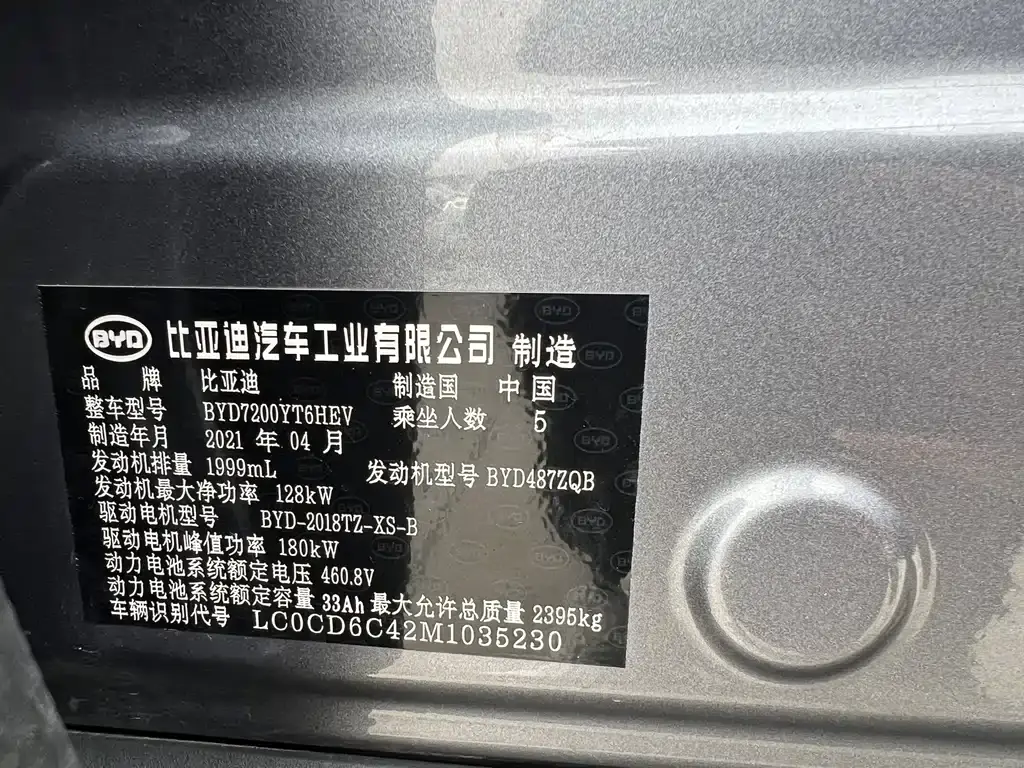 BYD 比亚迪汽车工业有限公司 制造
品 牌 比亚迪 制造国 中国
整车型号 BYD7200YT6HEV 乘坐人数 5
制造年月 2021 年 04 月
发动机排量 1999mL 发动机型号 BYD487ZQB
发动机最大净功率 128kW
驱动电机型号 BYD-2018TZ-XS-B
驱动电机峰值功率 180kW
动力电池系统额定电压 460.8V
动力电池系统额定容量 33Ah 最大允许总质量 2395kg
车辆识别代号 LC0CD6C42M1035230